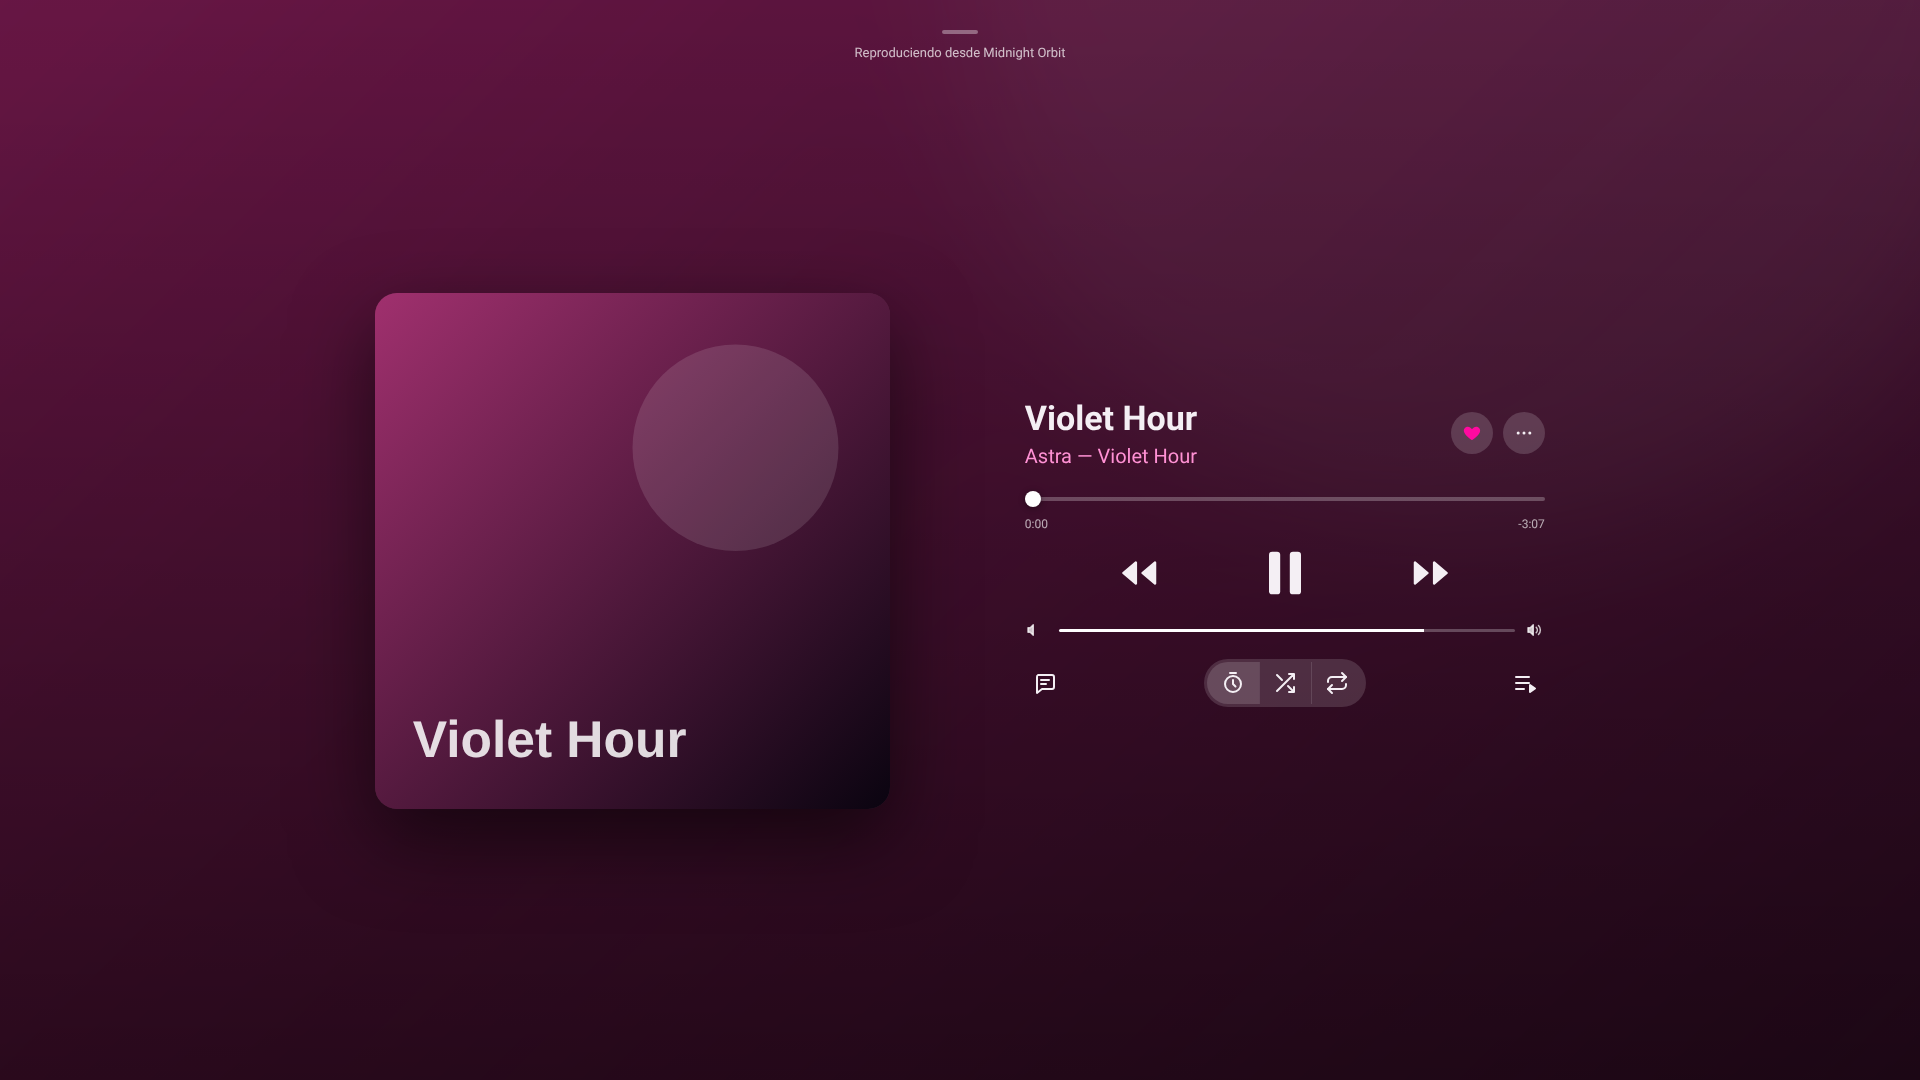 Reproduciendo desde Midnight Orbit
Violet Hour
Violet Hour
Astra — Violet Hour
0:00
-3:07